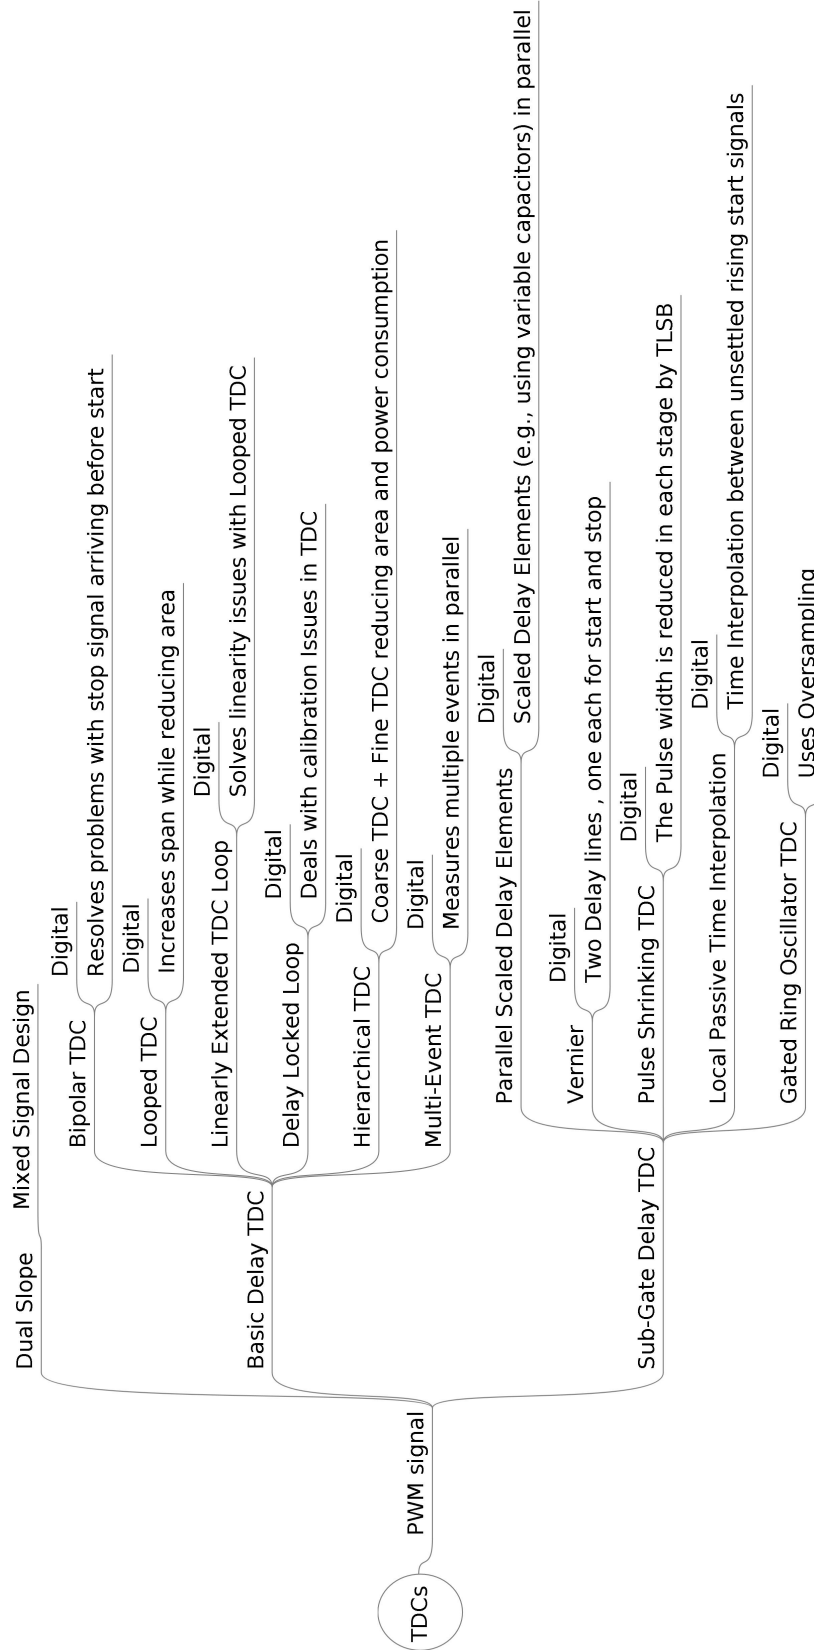 TDCs
PWM signal
Dual Slope
Mixed Signal Design
Basic Delay TDC
Bipolar TDC
Digital
Resolves problems with stop signal arriving before start
Looped TDC
Digital
Increases span while reducing area
Linearly Extended TDC Loop
Digital
Solves linearity issues with Looped TDC
Delay Locked Loop
Digital
Deals with calibration Issues in TDC
Hierarchical TDC
Digital
Coarse TDC + Fine TDC reducing area and power consumption
Multi-Event TDC
Digital
Measures multiple events in parallel
Sub-Gate Delay TDC
Parallel Scaled Delay Elements
Digital
Scaled Delay Elements (e.g., using variable capacitors) in parallel
Vernier
Digital
Two Delay lines , one each for start and stop
Pulse Shrinking TDC
Digital
The Pulse width is reduced in each stage by TLSB
Local Passive Time Interpolation
Digital
Time Interpolation between unsettled rising start signals
Gated Ring Oscillator TDC
Digital
Uses Oversampling